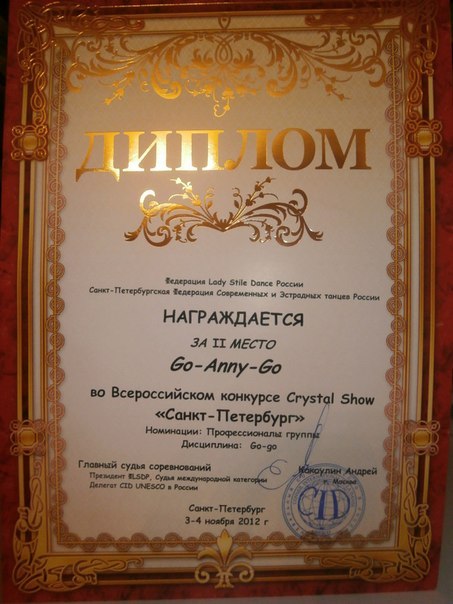 ДИПЛОМ
Федерация Lady Stile Dance России
Санкт-Петербургская Федерация Современных и Эстрадных танцев России
НАГРАЖДАЕТСЯ
ЗА II МЕСТО
Go-Anny-Go
во Всероссийском конкурсе Crystal Show
«Санкт-Петербург»
Номинации: Профессионалы группы
Дисциплина: Go-go
Главный судья соревнований Кокоулин Андрей
Президент RLSDF, Судья международной категории г. Москва
Делегат CID UNESCO в России
CID
Санкт-Петербург
3-4 ноября 2012 г